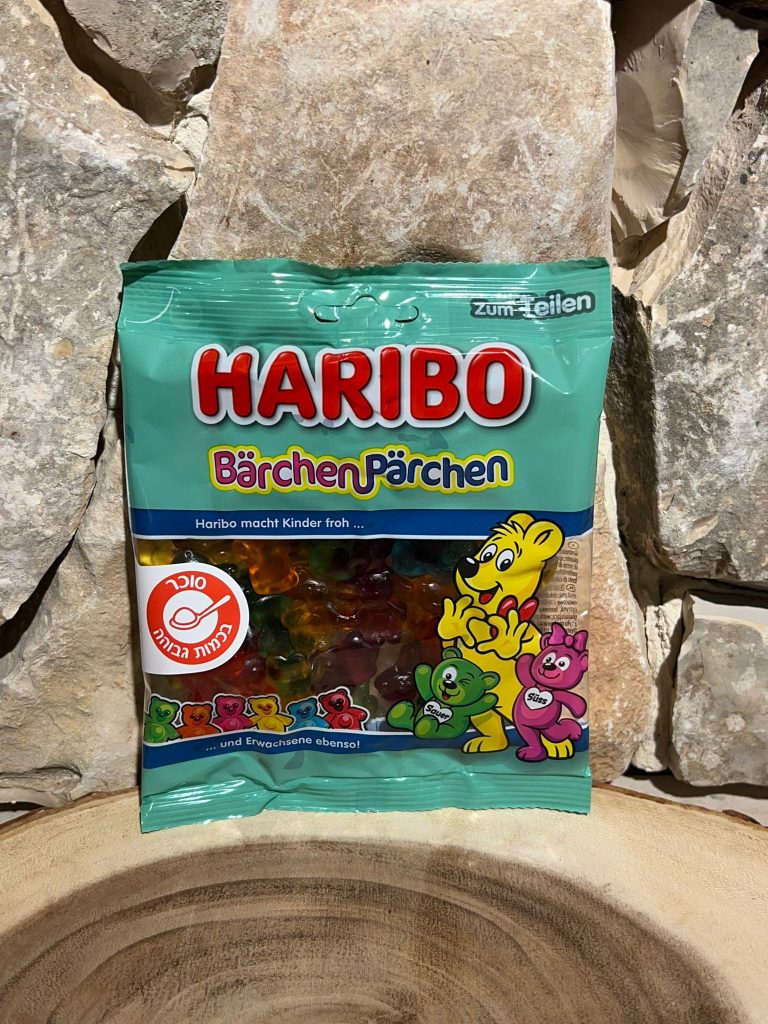 Zum Teilen
HARIBO
BärchenPärchen
Haribo macht Kinder froh ...
סוכר
בכמות גבוהה
Sauer
Süss
... und Erwachsene ebenso!